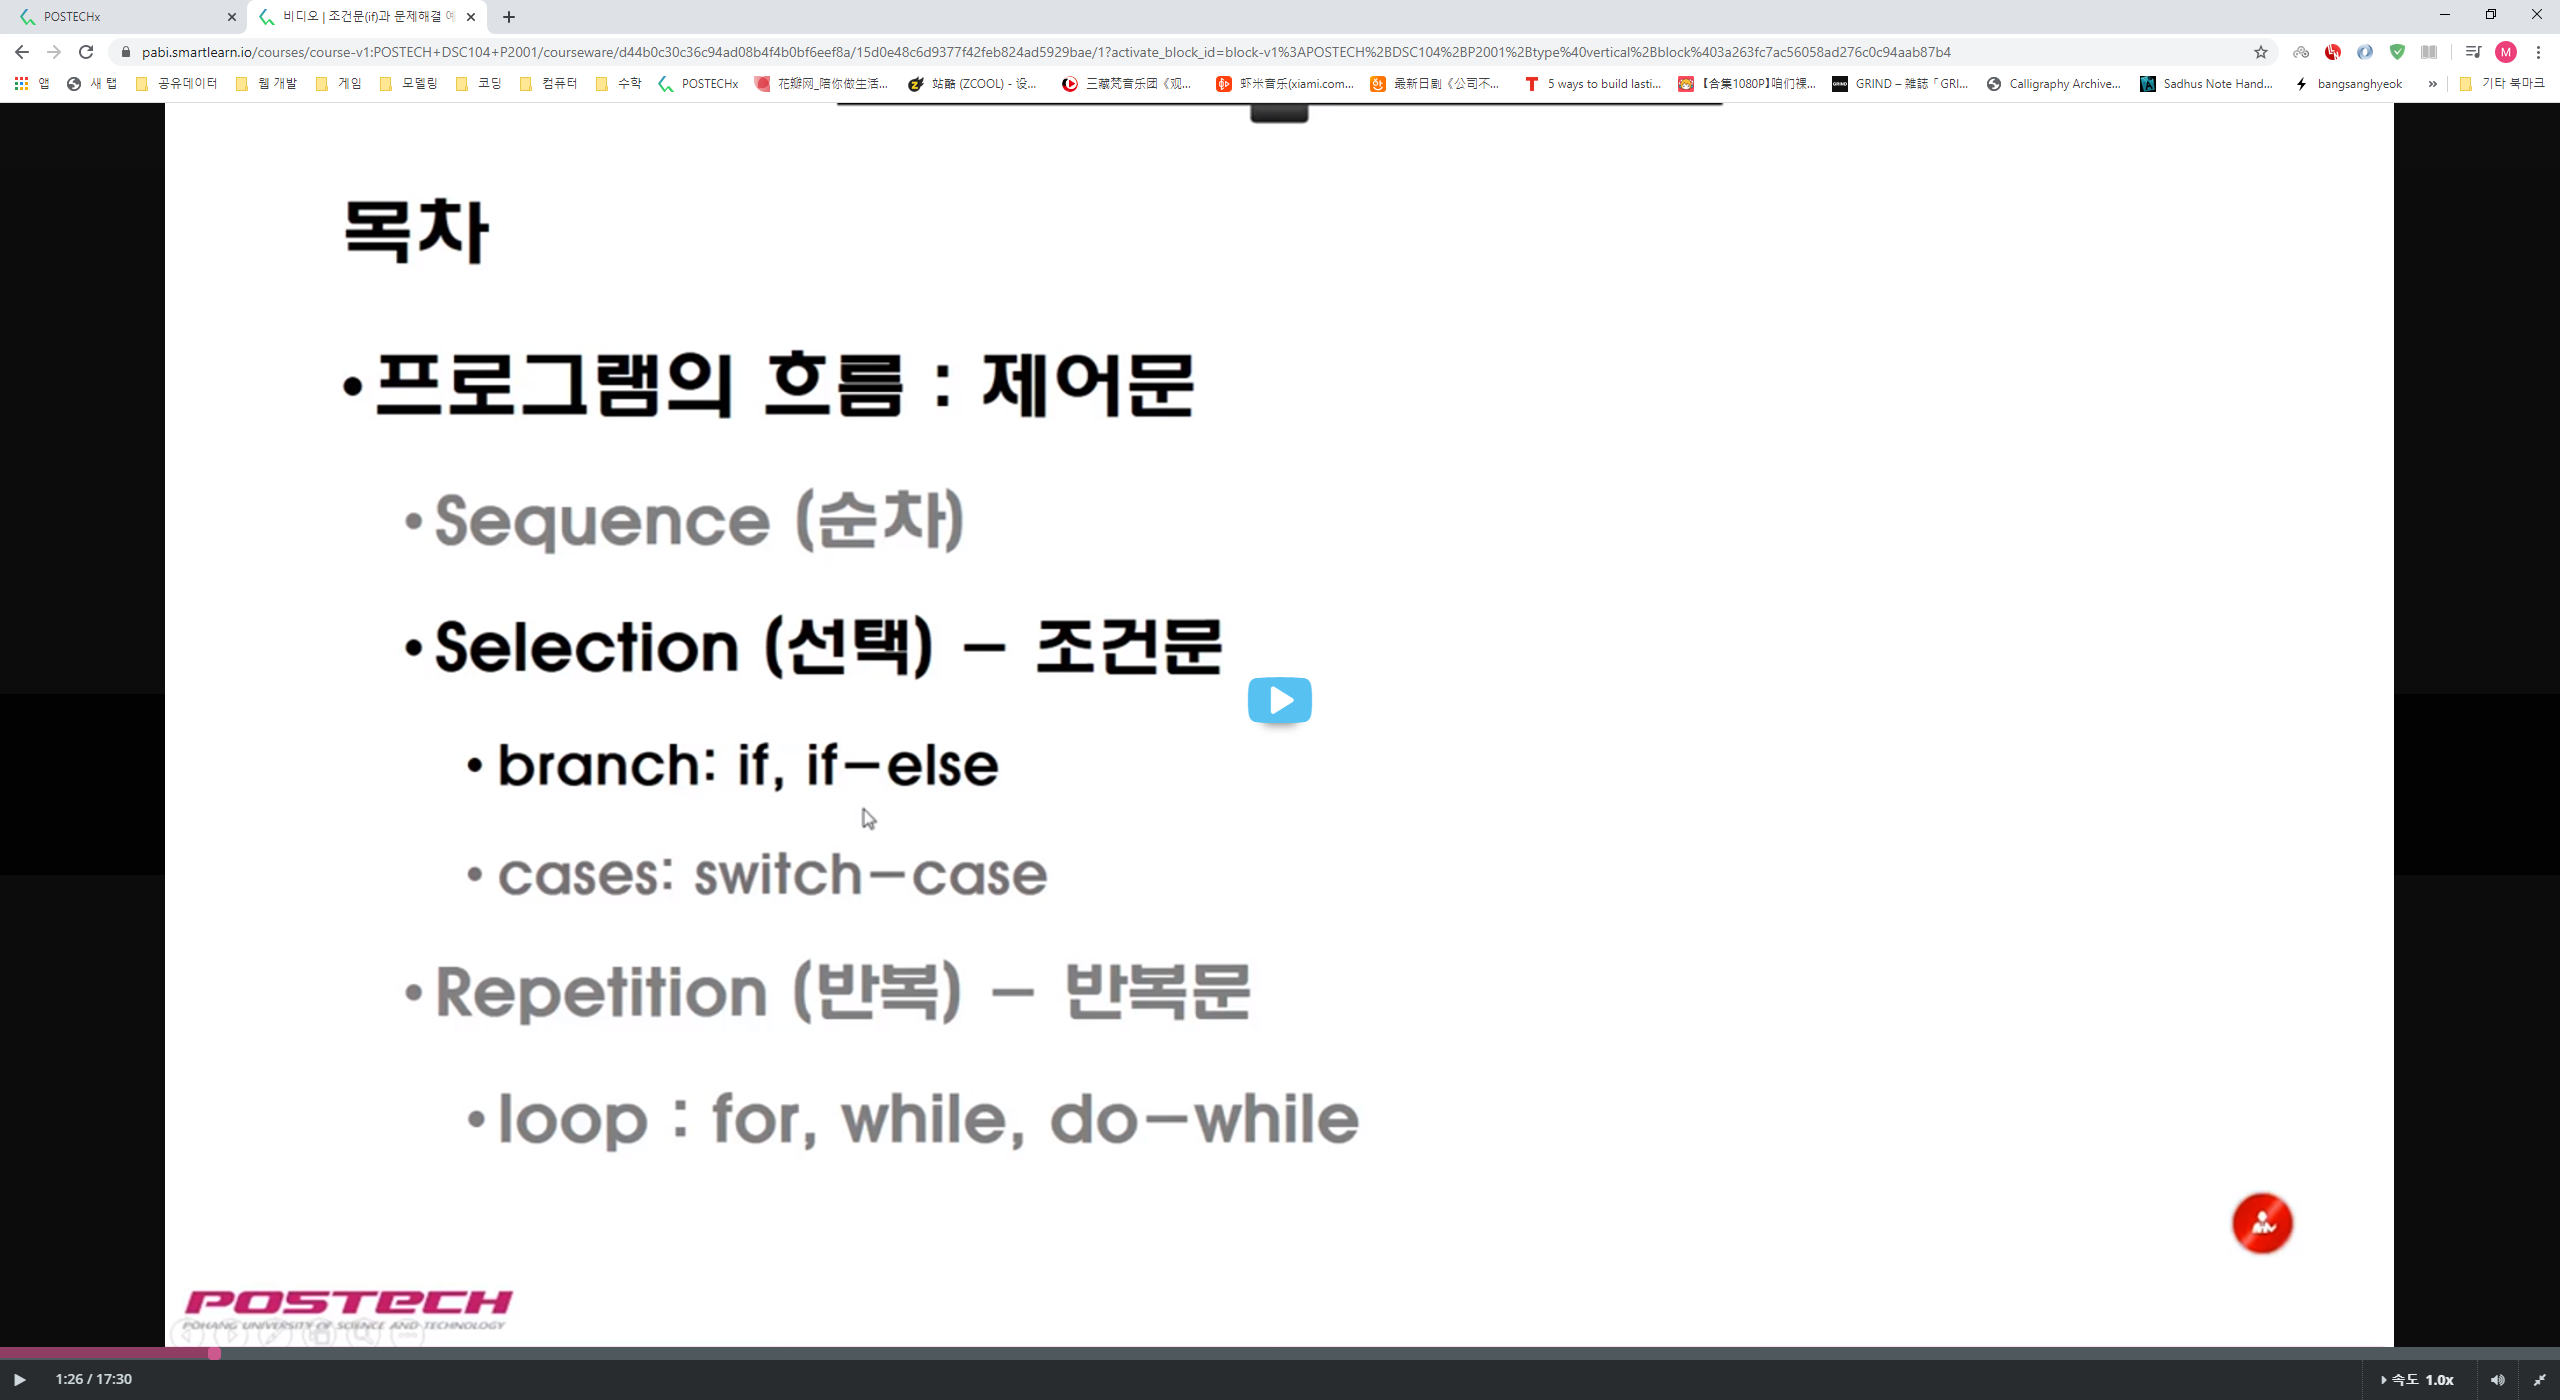 POSTECHx
비디오 | 조건문(if)과 문제해결 예
pabi.smartlearn.io/courses/course-v1:POSTECH+DSC104+P2001/courseware/d44b0c30c36c94ad08b4f4b0bf6eef8a/15d0e48c6d9377f42feb824ad5929bae/1?activate_block_id=block-v1%3APOSTECH%2BDSC104%2BP2001%2Btype%40vertical%2Bblock%403a263fc7ac56058ad276c0c94aab87b4
M
앱 새 탭 공유데이터 웹 개발 게임 모델링 코딩 컴퓨터 수학 POSTECHx 花瓣网_陪你做生活... 站酷 (ZCOOL) - 设... 三藏梵音乐团《观... 虾米音乐(xiami.com... 最新日剧《公司不... 5 ways to build lasti... 【合集1080P】咱们裸... GRIND – 雑誌「GRI... Calligraphy Archive... Sadhus Note Hand... bangsanghyeok » 기타 북마크
목차
•프로그램의 흐름 : 제어문
•Sequence (순차)
•Selection (선택) – 조건문
•branch: if, if–else
•cases: switch–case
•Repetition (반복) – 반복문
•loop : for, while, do–while
POSTECH
POHANG UNIVERSITY OF SCIENCE AND TECHNOLOGY
1:26 / 17:30
속도 1.0x